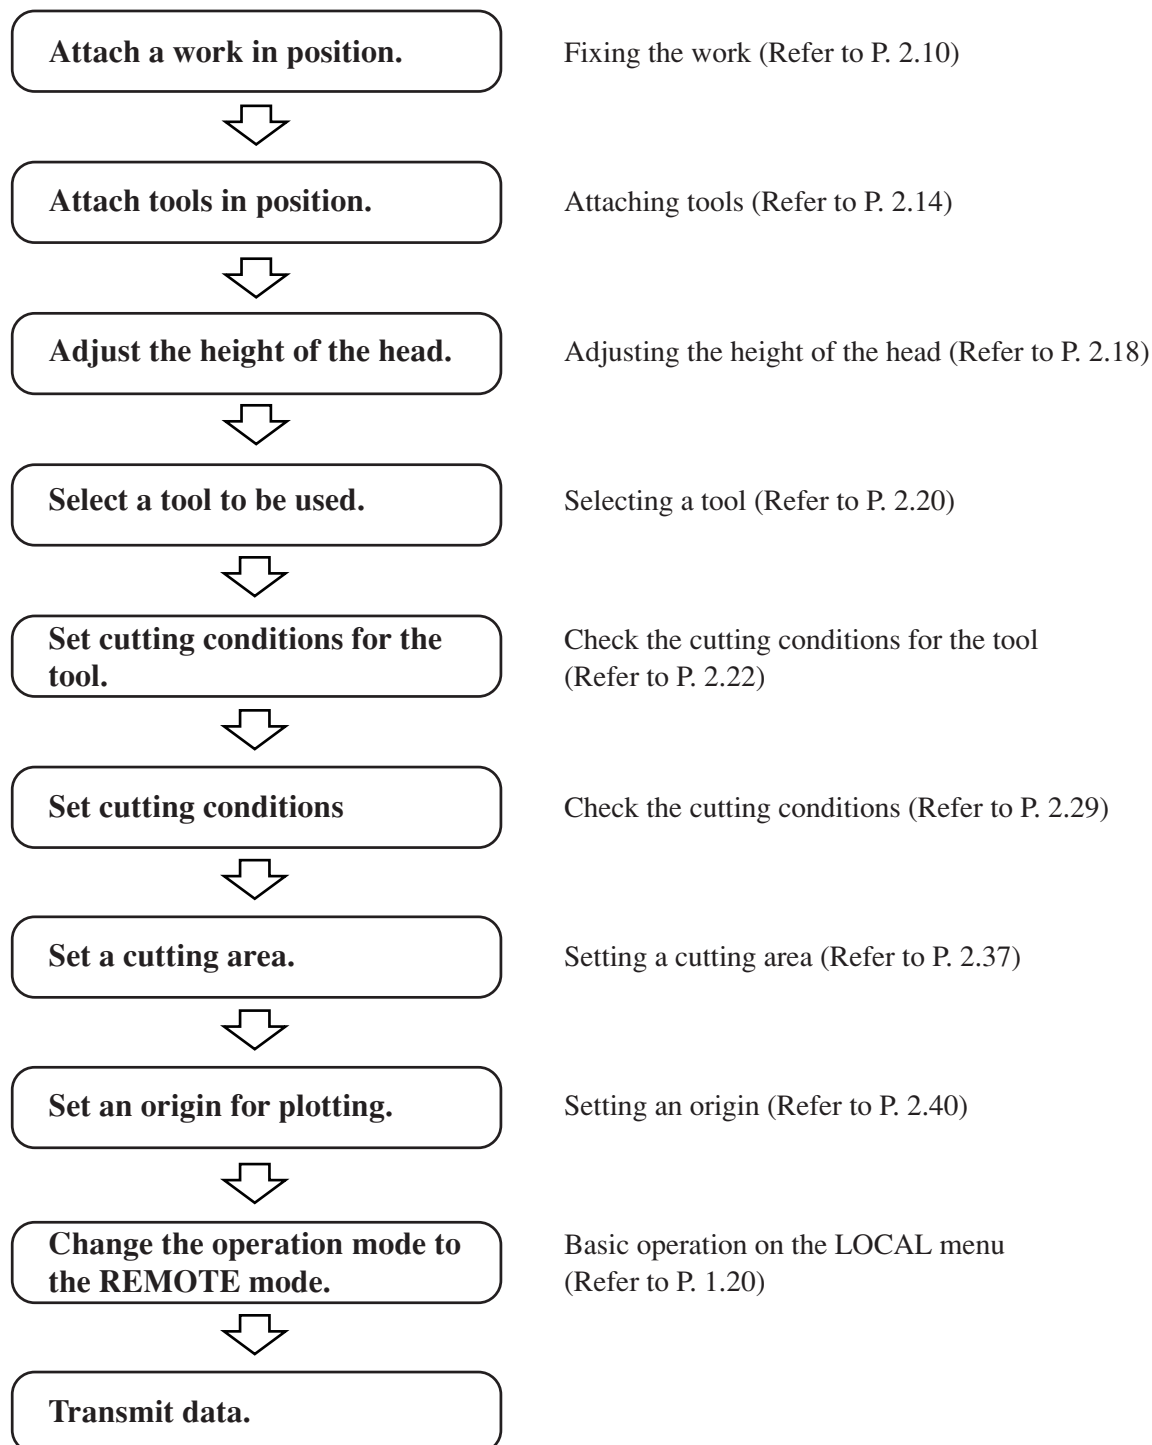 Attach a work in position.
Fixing the work (Refer to P. 2.10)
Attach tools in position.
Attaching tools (Refer to P. 2.14)
Adjust the height of the head.
Adjusting the height of the head (Refer to P. 2.18)
Select a tool to be used.
Selecting a tool (Refer to P. 2.20)
Set cutting conditions for the
tool.
Check the cutting conditions for the tool
(Refer to P. 2.22)
Set cutting conditions
Check the cutting conditions (Refer to P. 2.29)
Set a cutting area.
Setting a cutting area (Refer to P. 2.37)
Set an origin for plotting.
Setting an origin (Refer to P. 2.40)
Change the operation mode to
the REMOTE mode.
Basic operation on the LOCAL menu
(Refer to P. 1.20)
Transmit data.